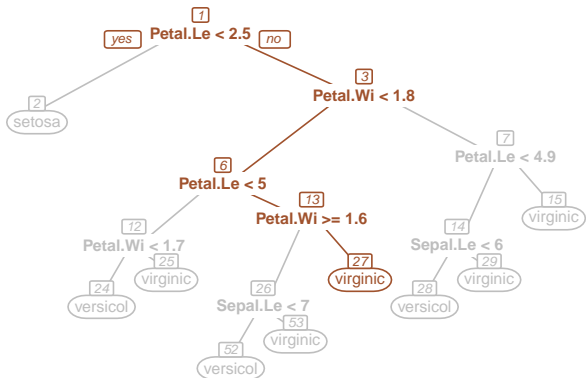 1
Petal.Le < 2.5
yes
no
2
setosa
3
Petal.Wi < 1.8
6
Petal.Le < 5
7
Petal.Le < 4.9
12
Petal.Wi < 1.7
13
Petal.Wi >= 1.6
14
Sepal.Le < 6
15
virginic
24
versicol
25
virginic
26
Sepal.Le < 7
27
virginic
28
versicol
29
virginic
52
versicol
53
virginic